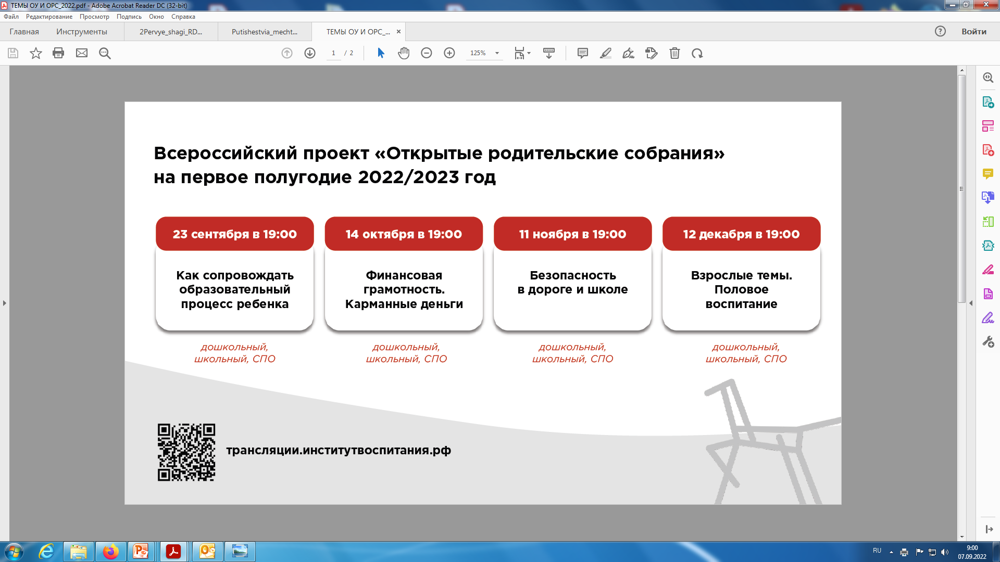 ТЕМЫ ОУ И ОРС_2022.pdf - Adobe Acrobat Reader DC (32-bit)
Файл Редактирование Просмотр Подпись Окно Справка
Главная Инструменты 2Pervye_shagi_RD... Putishestvia_mecht... ТЕМЫ ОУ И ОРС_... Войти
1 / 2 125%
Всероссийский проект «Открытые родительские собрания»
на первое полугодие 2022/2023 год
23 сентября в 19:00
Как сопровождать
образовательный
процесс ребенка
дошкольный,
школьный, СПО
14 октября в 19:00
Финансовая
грамотность.
Карманные деньги
дошкольный,
школьный, СПО
11 ноября в 19:00
Безопасность
в дороге и школе
дошкольный,
школьный, СПО
12 декабря в 19:00
Взрослые темы.
Половое
воспитание
дошкольный,
школьный, СПО
трансляции.институтвоспитания.рф
RU
9:00
07.09.2022